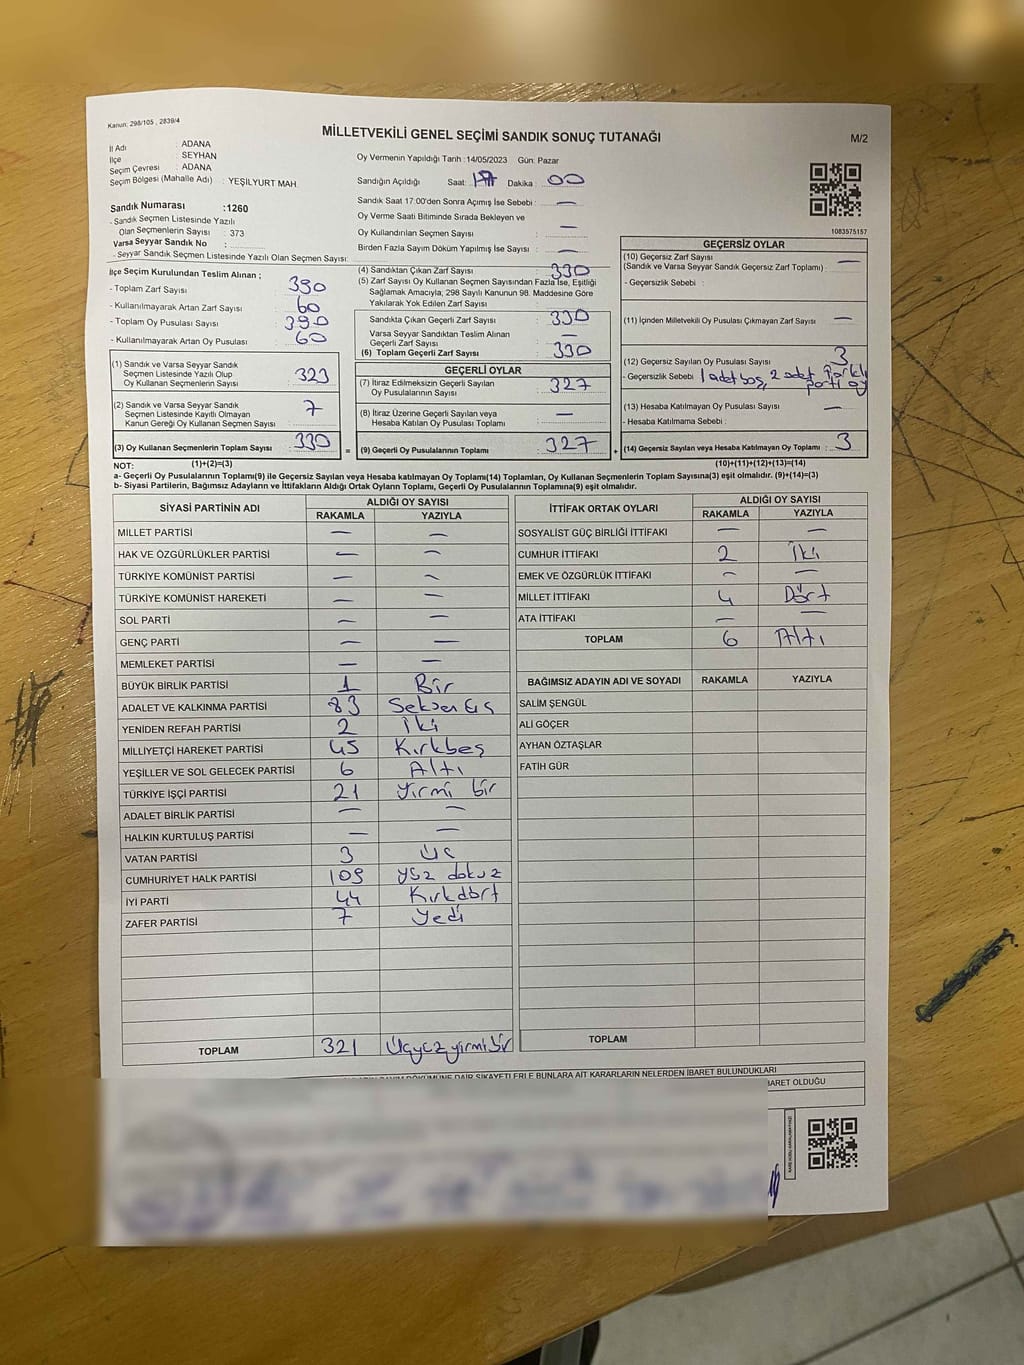 Kanun: 298/105 , 2839/4
MİLLETVEKİLİ GENEL SEÇİMİ SANDIK SONUÇ TUTANAĞI
M/2
İl Adı : ADANA
İlçe : SEYHAN
Seçim Çevresi : ADANA
Seçim Bölgesi (Mahalle Adı) : YEŞİLYURT MAH.
Oy Vermenin Yapıldığı Tarih :14/05/2023 Gün: Pazar
Sandığın Açıldığı Saat: 17 Dakika : 00
Sandık Saat 17:00'den Sonra Açımış İse Sebebi : —
Oy Verme Saati Bitiminde Sırada Bekleyen ve
Oy Kullandırılan Seçmen Sayısı : —
Birden Fazla Sayım Döküm Yapılmış İse Sayısı : —
1083575157
Sandık Numarası :1260
- Sandık Seçmen Listesinde Yazılı
Olan Seçmenlerin Sayısı : 373
Varsa Seyyar Sandık No :
- Seyyar Sandık Seçmen Listesinde Yazılı Olan Seçmen Sayısı:
İlçe Seçim Kurulundan Teslim Alınan ;
- Toplam Zarf Sayısı : 390
- Kullanılmayarak Artan Zarf Sayısı : 60
- Toplam Oy Pusulası Sayısı : 390
- Kullanılmayarak Artan Oy Pusulası : 60
(1) Sandık ve Varsa Seyyar Sandık
Seçmen Listesinde Yazılı Olup
Oy Kullanan Seçmenlerin Sayısı : 323
(2) Sandık ve Varsa Seyyar Sandık
Seçmen Listesinde Kayıtlı Olmayan
Kanun Gereği Oy Kullanan Seçmen Sayısı : 7
(3) Oy Kullanan Seçmenlerin Toplam Sayısı : 330
(4) Sandıktan Çıkan Zarf Sayısı : 330
(5) Zarf Sayısı Oy Kullanan Seçmen Sayısından Fazla İse, Eşitliği
Sağlamak Amacıyla, 298 Sayılı Kanunun 98. Maddesine Göre
Yakılarak Yok Edilen Zarf Sayısı :
Sandıkta Çıkan Geçerli Zarf Sayısı : 330
Varsa Seyyar Sandıktan Teslim Alınan
Geçerli Zarf Sayısı : —
(6) Toplam Geçerli Zarf Sayısı : 330
GEÇERLİ OYLAR
(7) İtiraz Edilmeksizin Geçerli Sayılan
Oy Pusulalarının Sayısı : 327
(8) İtiraz Üzerine Geçerli Sayılan veya
Hesaba Katılan Oy Pusulası Toplamı : —
= (9) Geçerli Oy Pusulalarının Toplamı : 327
GEÇERSİZ OYLAR
(10) Geçersiz Zarf Sayısı : —
(Sandık ve Varsa Seyyar Sandık Geçersiz Zarf Toplamı)
- Geçersizlik Sebebi :
(11) İçinden Milletvekili Oy Pusulası Çıkmayan Zarf Sayısı : —
(12) Geçersiz Sayılan Oy Pusulası Sayısı : 3
- Geçersizlik Sebebi : 1 adet boş, 2 adet farklı
parti oy
(13) Hesaba Katılmayan Oy Pusulası Sayısı : —
- Hesaba Katılmama Sebebi :
+ (14) Geçersiz Sayılan veya Hesaba Katılmayan Oy Toplamı : 3
NOT: (1)+(2)=(3)
(10)+(11)+(12)+(13)=(14)
a- Geçerli Oy Pusulalarının Toplamı(9) ile Geçersiz Sayılan veya Hesaba katılmayan Oy Toplamı(14) Toplamları, Oy Kullanan Seçmenlerin Toplam Sayısına(3) eşit olmalıdır. (9)+(14)=(3)
b- Siyasi Partilerin, Bağımsız Adayların ve İttifakların Aldığı Ortak Oyların Toplamı, Geçerli Oy Pusulalarının Toplamına(9) eşit olmalıdır.
SİYASİ PARTİNİN ADI ALDIĞI OY SAYISI
RAKAMLA YAZIYLA
MİLLET PARTİSİ — —
HAK VE ÖZGÜRLÜKLER PARTİSİ — —
TÜRKİYE KOMÜNİST PARTİSİ — —
TÜRKİYE KOMÜNİST HAREKETİ — —
SOL PARTİ — —
GENÇ PARTİ — —
MEMLEKET PARTİSİ — —
BÜYÜK BİRLİK PARTİSİ 1 Bir
ADALET VE KALKINMA PARTİSİ 83 Seksen üç
YENİDEN REFAH PARTİSİ 2 İki
MİLLİYETÇİ HAREKET PARTİSİ 45 Kırkbeş
YEŞİLLER VE SOL GELECEK PARTİSİ 6 Altı
TÜRKİYE İŞÇİ PARTİSİ 21 Yirmi bir
ADALET BİRLİK PARTİSİ — —
HALKIN KURTULUŞ PARTİSİ — —
VATAN PARTİSİ 3 Üç
CUMHURİYET HALK PARTİSİ 109 Yüz dokuz
İYİ PARTİ 44 Kırkdört
ZAFER PARTİSİ 7 Yedi
TOPLAM 321 Üçyüzyirmibir
İTTİFAK ORTAK OYLARI ALDIĞI OY SAYISI
RAKAMLA YAZIYLA
SOSYALİST GÜÇ BİRLİĞİ İTTİFAKI — —
CUMHUR İTTİFAKI 2 İki
EMEK VE ÖZGÜRLÜK İTTİFAKI — —
MİLLET İTTİFAKI 4 Dört
ATA İTTİFAKI — —
TOPLAM 6 Altı
BAĞIMSIZ ADAYIN ADI VE SOYADI RAKAMLA YAZIYLA
SALİM ŞENGÜL
ALİ GÖÇER
AYHAN ÖZTAŞLAR
FATİH GÜR
TOPLAM
DÖKÜMÜNE DAİR ŞİKAYETLERLE BUNLARA AİT KARARLARIN NELERDEN İBARET BULUNDUKLARI
BARET OLDUĞU